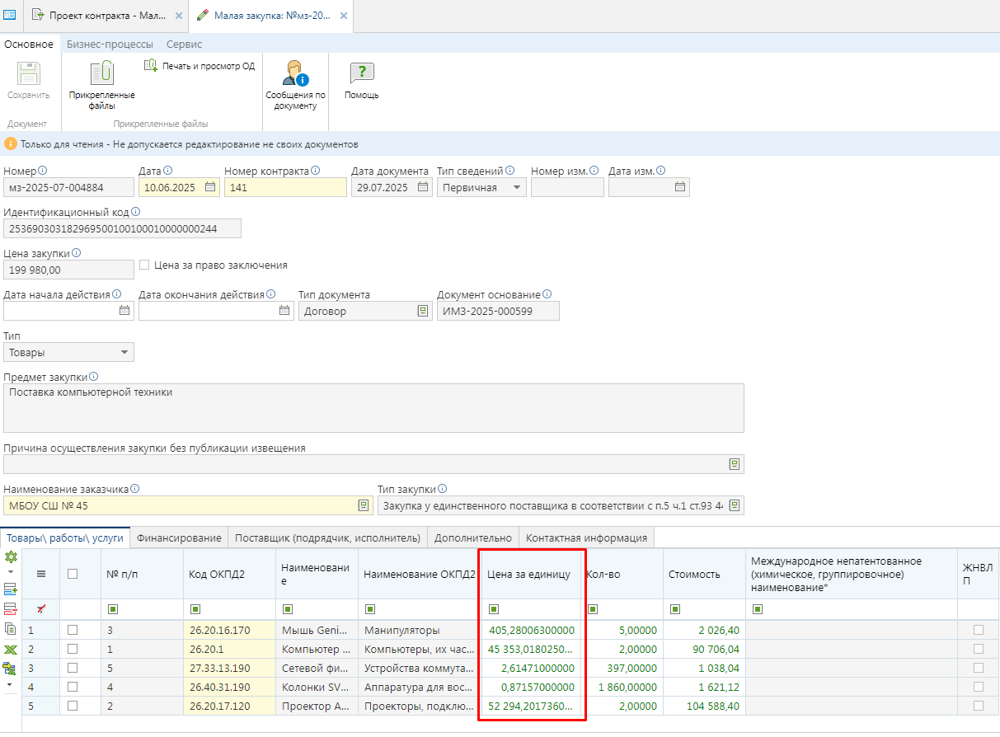 Проект контракта - Мал...
Малая закупка: №мз-20...
Основное Бизнес-процессы Сервис
Сохранить
Прикрепленные файлы
Печать и просмотр ОД
Сообщения по документу
Помощь
Документ
Прикрепленные файлы
Только для чтения - Не допускается редактирование не своих документов
Номер Дата Номер контракта Дата документа Тип сведений Номер изм. Дата изм.
мз-2025-07-004884 10.06.2025 141 29.07.2025 Первичная
Идентификационный код
253690303182969500100100010000000244
Цена закупки
199 980,00 Цена за право заключения
Дата начала действия Дата окончания действия Тип документа Документ основание
Договор ИМЗ-2025-000599
Тип
Товары
Предмет закупки
Поставка компьютерной техники
Причина осуществления закупки без публикации извещения
Наименование заказчика Тип закупки
МБОУ СШ № 45 Закупка у единственного поставщика в соответствии с п.5 ч.1 ст.93 44
Товары\ работы\ услуги Финансирование Поставщик (подрядчик, исполнитель) Дополнительно Контактная информация
№ п/п Код ОКПД2 Наименование Наименование ОКПД2 Цена за единицу Кол-во Стоимость Международное непатентованное (химическое, группировочное) наименование* ЖНВЛП
1 3 26.20.16.170 Мышь Geni... Манипуляторы 405,28006300000 5,00000 2 026,40
2 1 26.20.1 Компьютер ... Компьютеры, их час... 45 353,0180250... 2,00000 90 706,04
3 5 27.33.13.190 Сетевой фи... Устройства коммута... 2,61471000000 397,00000 1 038,04
4 4 26.40.31.190 Колонки SV... Аппаратура для вос... 0,87157000000 1 860,00000 1 621,12
5 2 26.20.17.120 Проектор A... Проекторы, подклю... 52 294,2017360... 2,00000 104 588,40